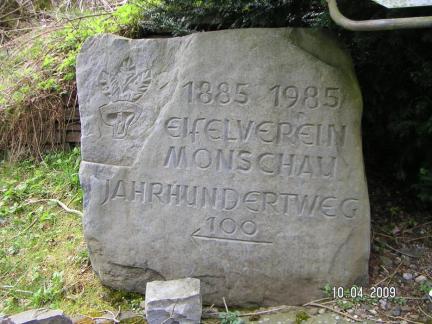 1885 1985
EIFELVEREIN
MONSCHAU
JAHRHUNDERTWEG
100
10.04.2009